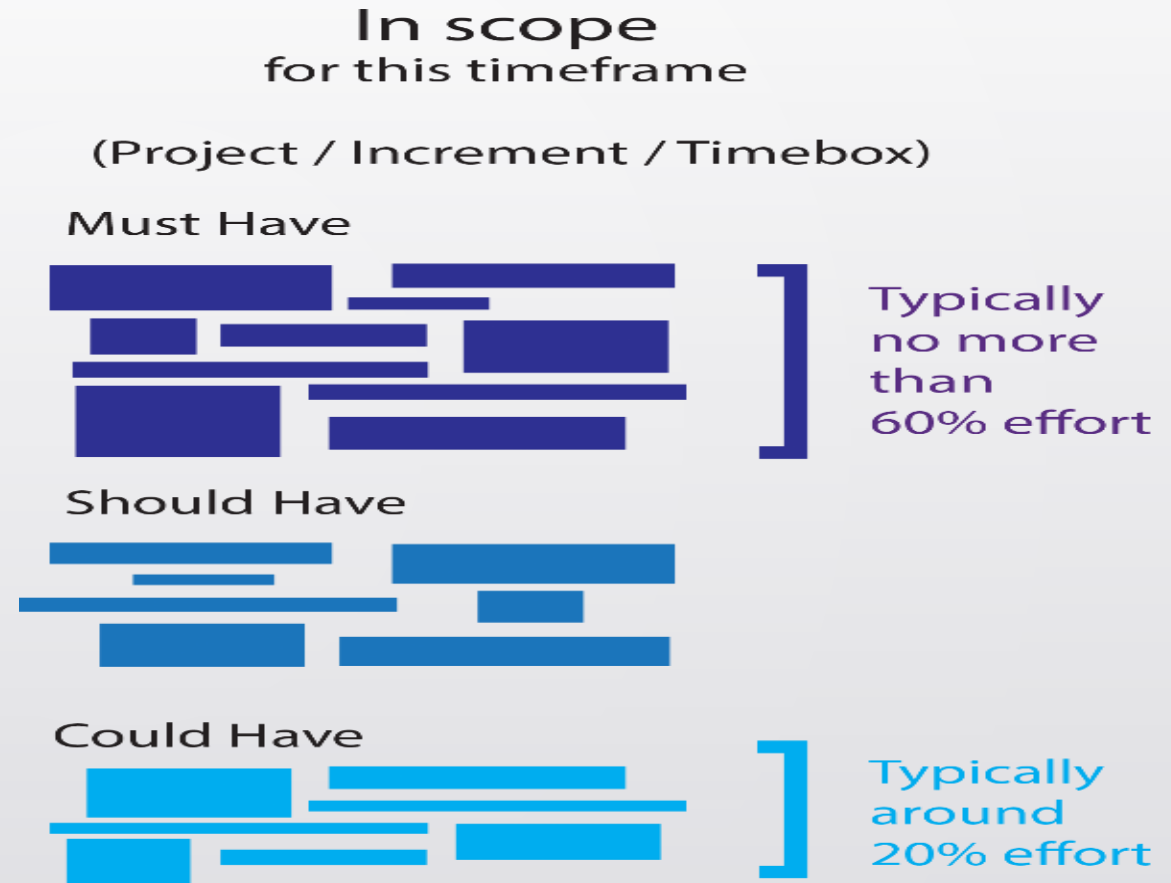 In scope
for this timeframe
(Project / Increment / Timebox)
Must Have
Typically
no more
than
60% effort
Should Have
Could Have
Typically
around
20% effort